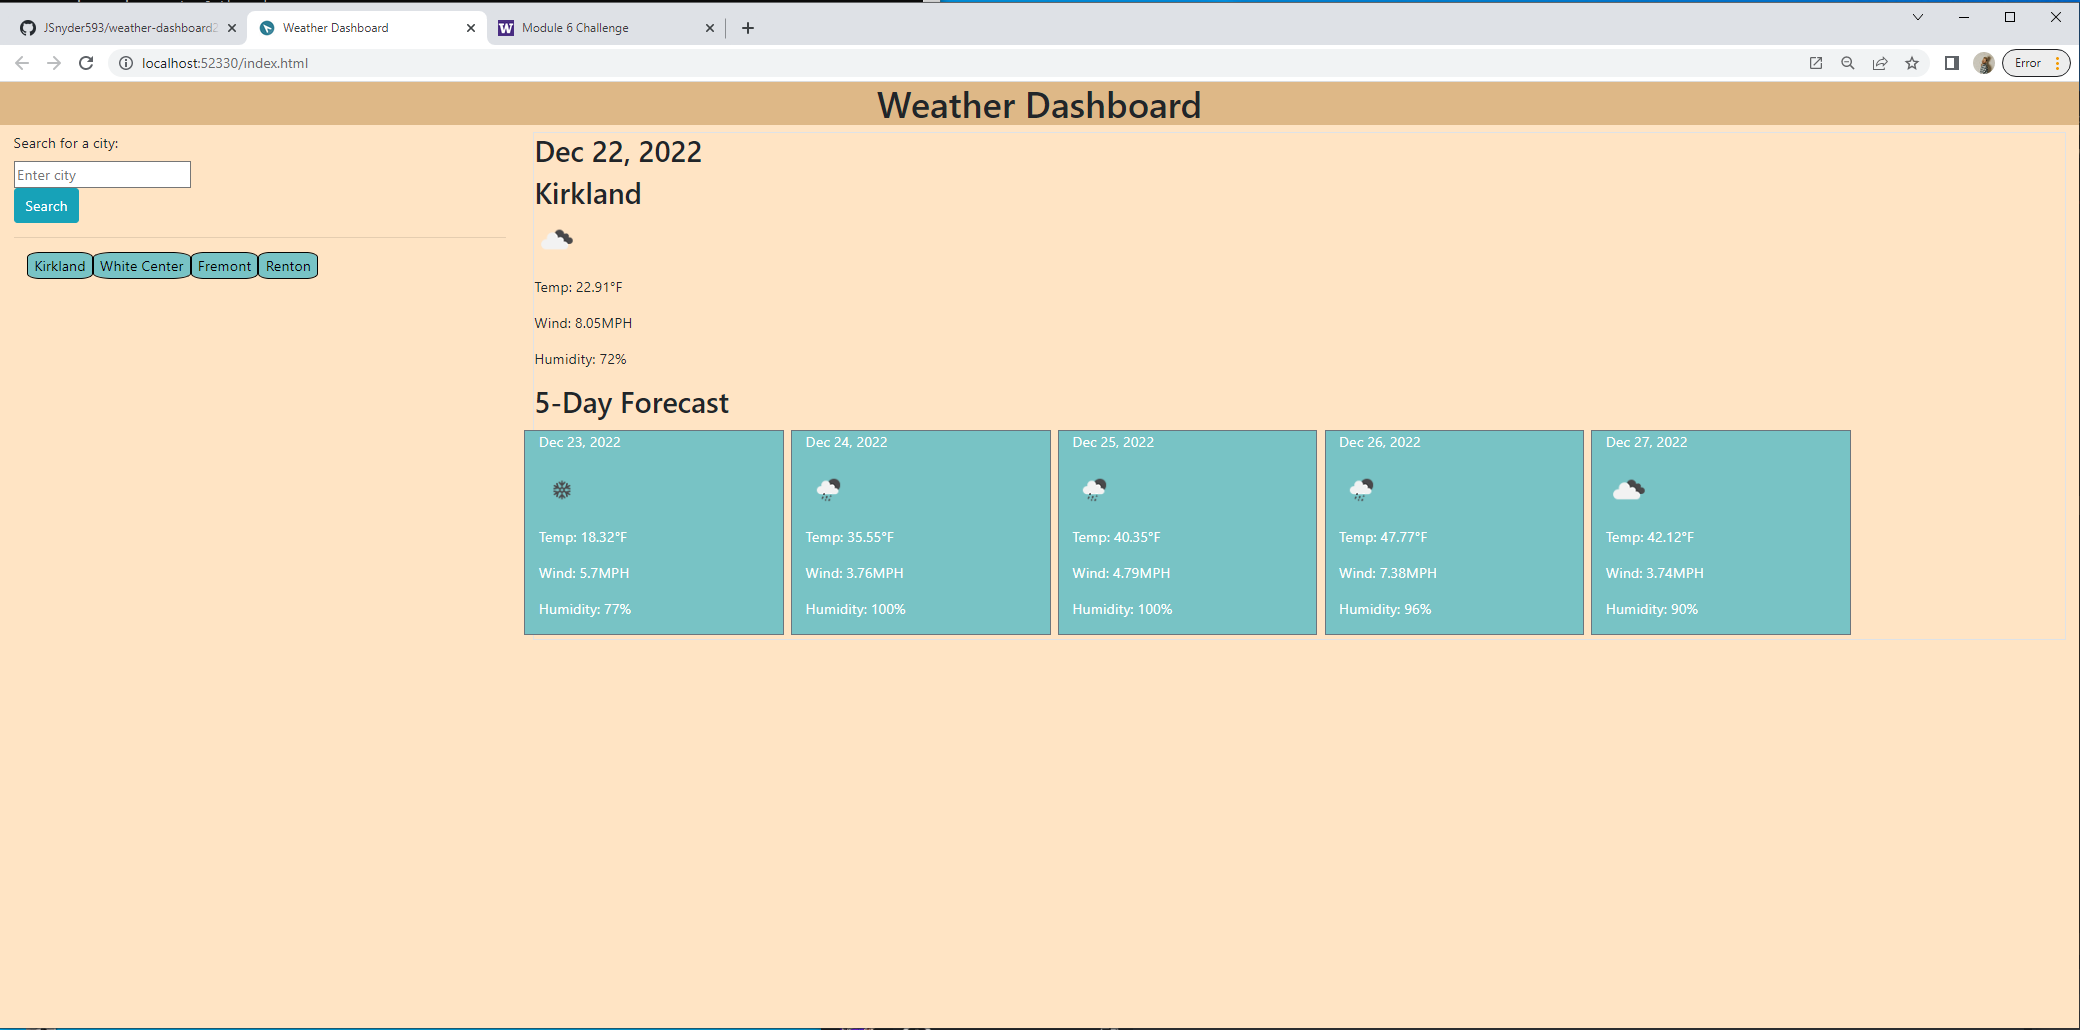 JSnyder593/weather-dashboard2
Weather Dashboard
Module 6 Challenge
localhost:52330/index.html
Error
Weather Dashboard
Search for a city:
Enter city
Search
Kirkland
White Center
Fremont
Renton
Dec 22, 2022
Kirkland
Temp: 22.91°F
Wind: 8.05MPH
Humidity: 72%
5-Day Forecast
Dec 23, 2022
Temp: 18.32°F
Wind: 5.7MPH
Humidity: 77%
Dec 24, 2022
Temp: 35.55°F
Wind: 3.76MPH
Humidity: 100%
Dec 25, 2022
Temp: 40.35°F
Wind: 4.79MPH
Humidity: 100%
Dec 26, 2022
Temp: 47.77°F
Wind: 7.38MPH
Humidity: 96%
Dec 27, 2022
Temp: 42.12°F
Wind: 3.74MPH
Humidity: 90%